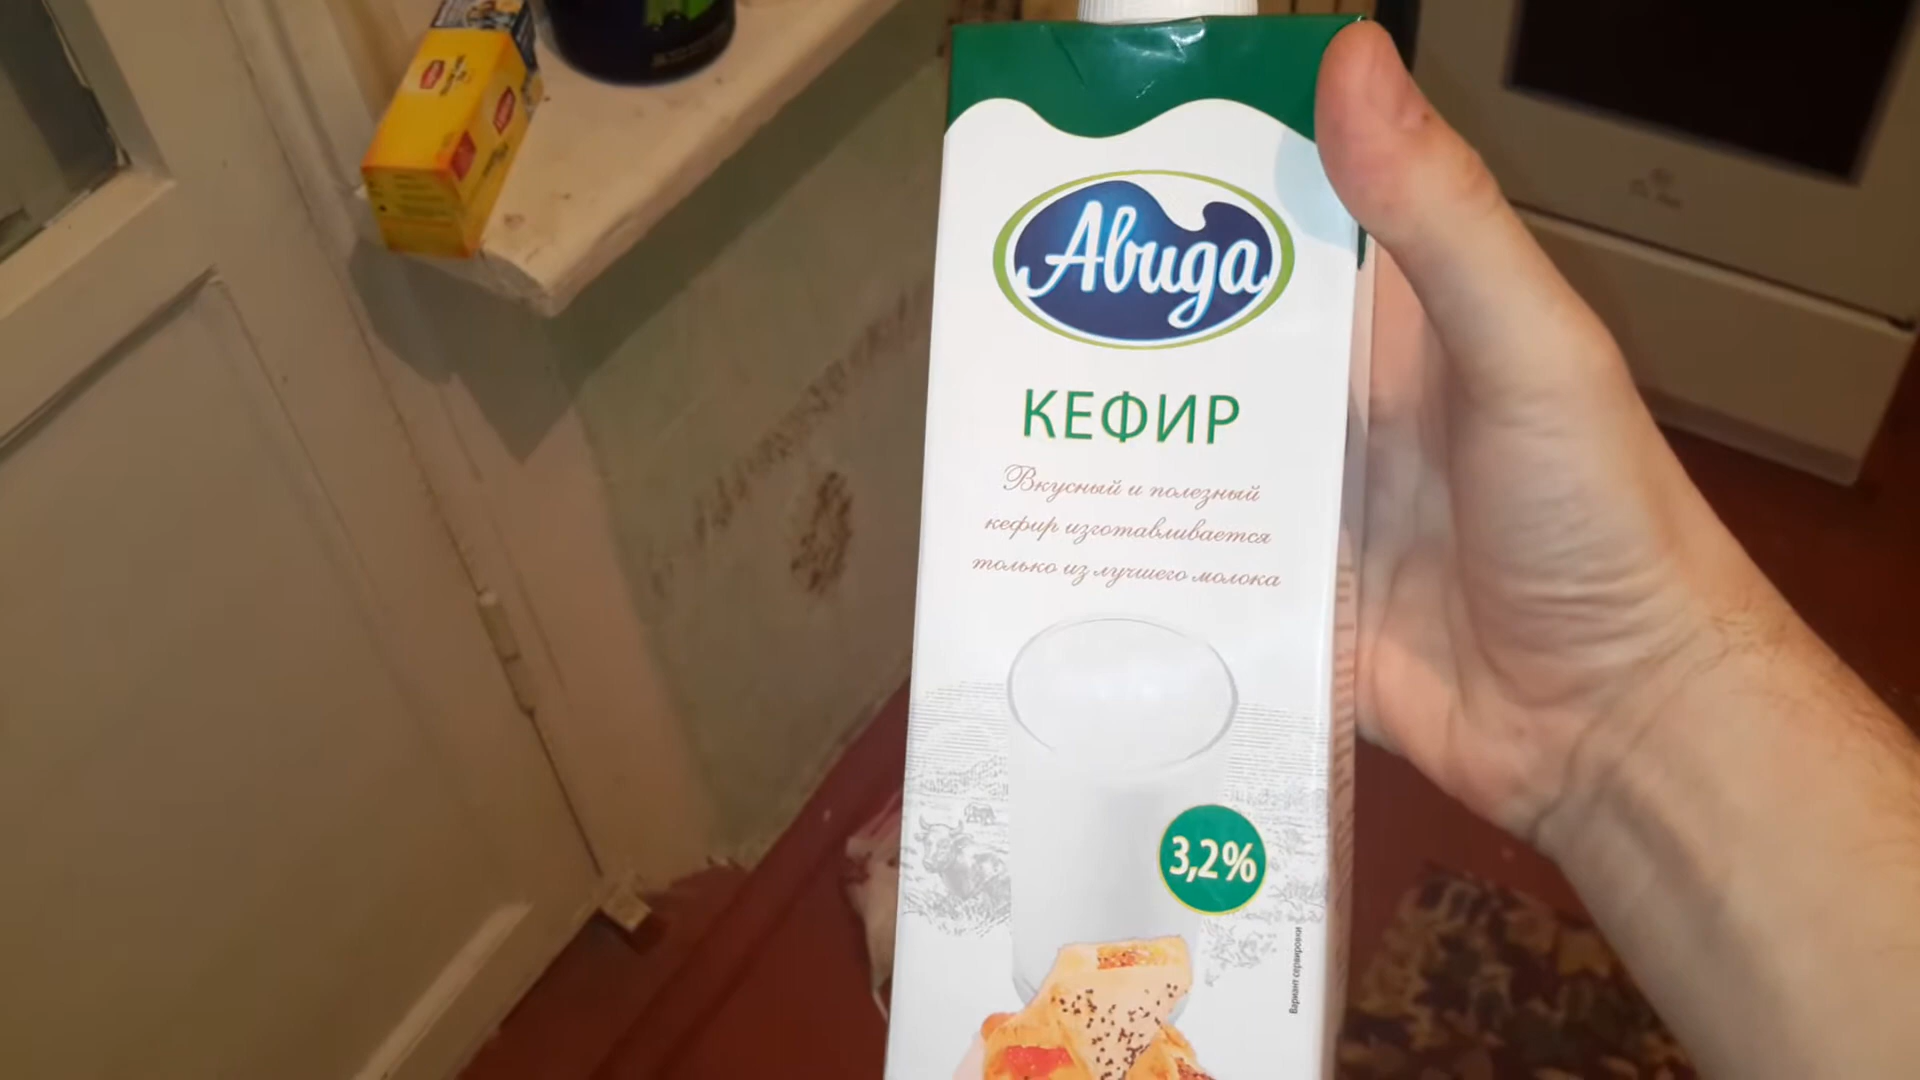 Авида
КЕФИР
Вкусный и полезный
кефир изготавливается
только из лучшего молока
3,2%
Вариант сервировки